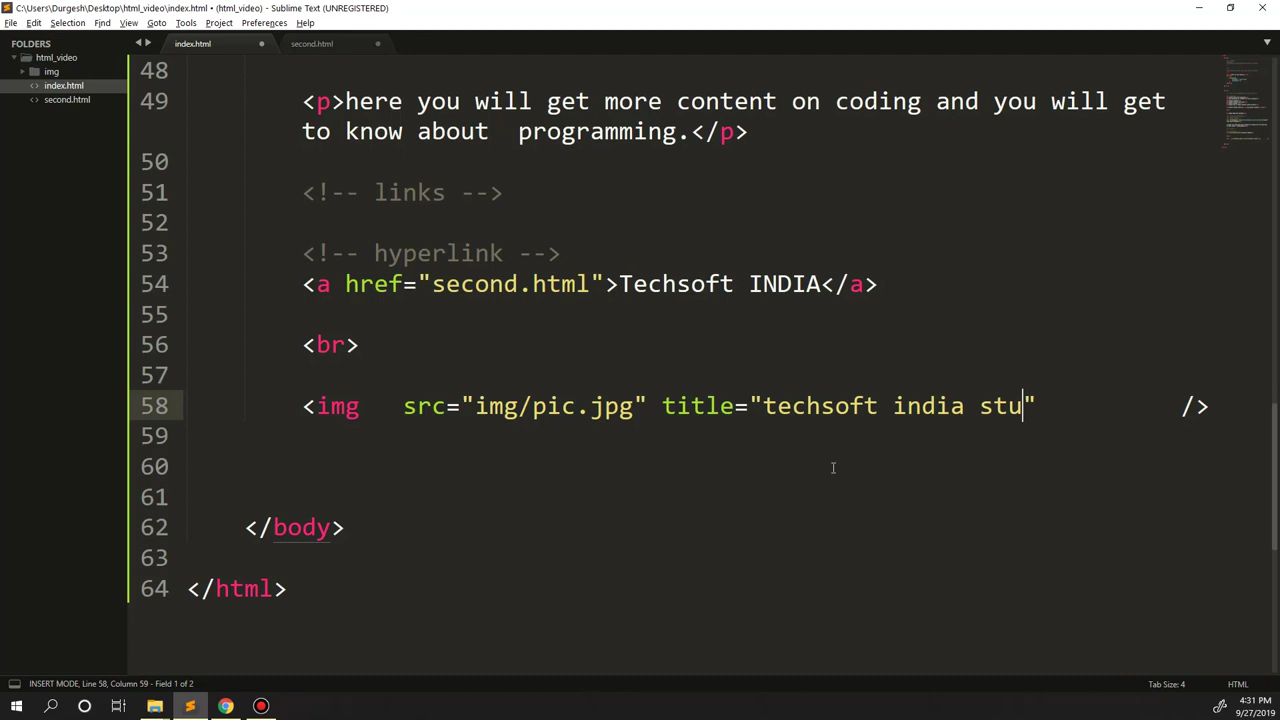 C:\Users\Durgesh\Desktop\html_video\index.html • (html_video) - Sublime Text (UNREGISTERED)
File Edit Selection Find View Goto Tools Project Preferences Help
FOLDERS
html_video
img
index.html
second.html
index.html second.html
48
49 <p>here you will get more content on coding and you will get
to know about  programming.</p>
50
51 <!-- links -->
52
53 <!-- hyperlink -->
54 <a href="second.html">Techsoft INDIA</a>
55
56 <br>
57
58 <img   src="img/pic.jpg" title="techsoft india stu"          />
59
60
61
62 </body>
63
64 </html>
INSERT MODE, Line 58, Column 59 - Field 1 of 2 Tab Size: 4 HTML
4:31 PM
9/27/2019